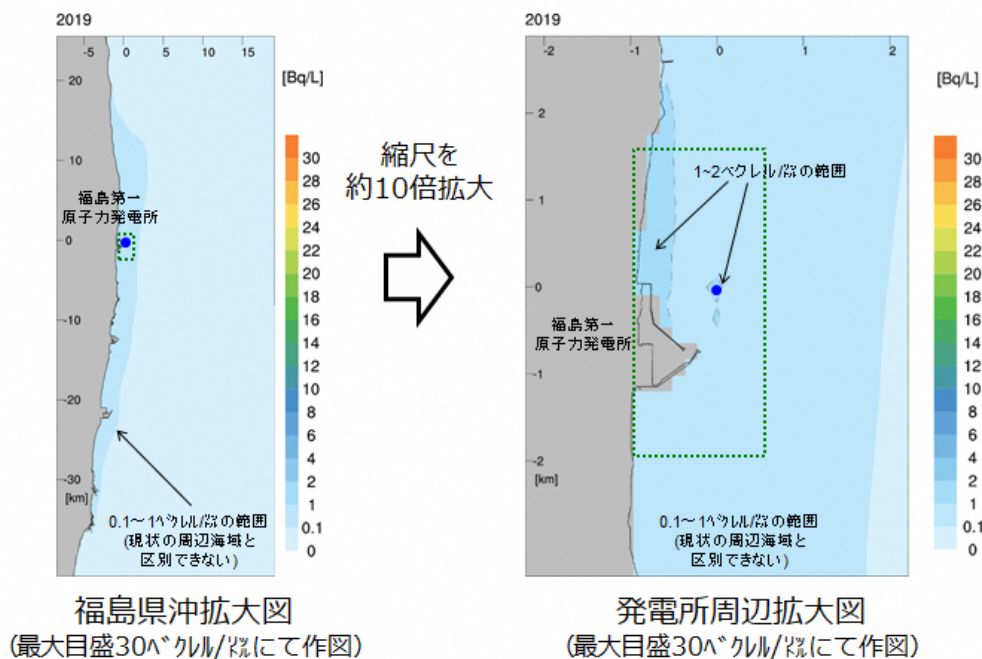 2019
-5 0 5 10 15
20
10
0
-10
-20
-30
[km]
[Bq/L]
30
28
26
24
22
20
18
16
14
12
10
8
6
4
2
1
0.1
0
福島第一
原子力発電所
0.1～1ﾍﾞｸﾚﾙ/㍑の範囲
(現状の周辺海域と
区別できない)
福島県沖拡大図
(最大目盛30ﾍﾞｸﾚﾙ/㍑にて作図)
縮尺を
約10倍拡大
2019
-2 -1 0 1 2
2
1
0
-1
-2
[km]
[Bq/L]
30
28
26
24
22
20
18
16
14
12
10
8
6
4
2
1
0.1
0
1~2ベクレル/㍑の範囲
福島第一
原子力発電所
0.1～1ﾍﾞｸﾚﾙ/㍑の範囲
(現状の周辺海域と
区別できない)
発電所周辺拡大図
(最大目盛30ﾍﾞｸﾚﾙ/㍑にて作図)